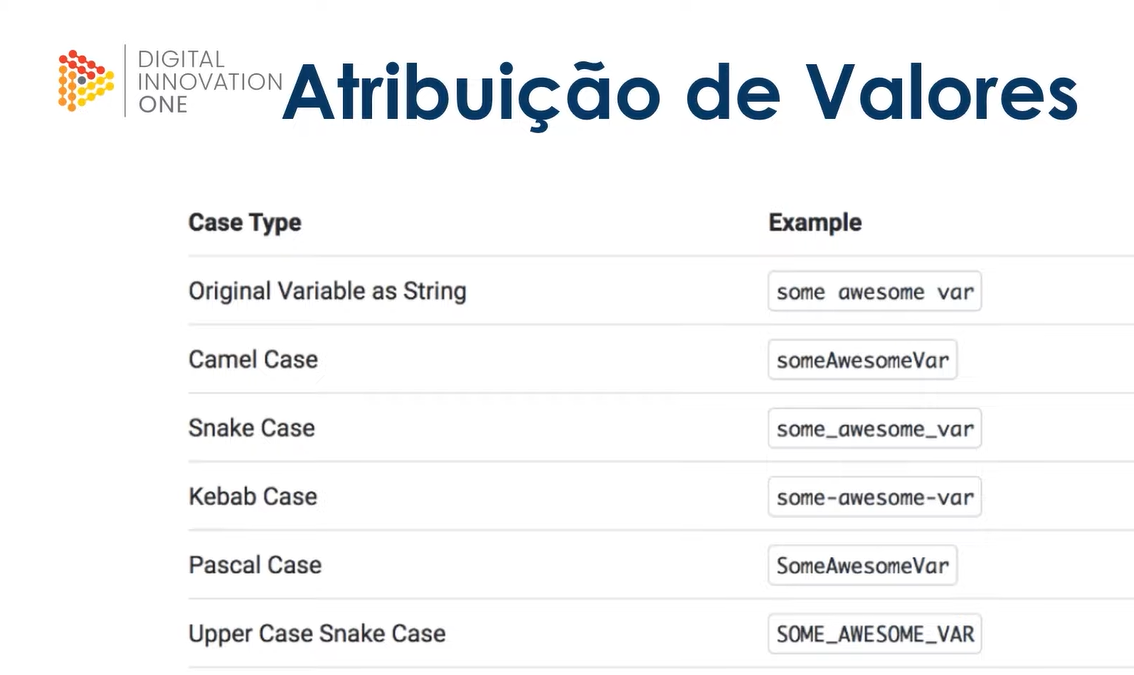 DIGITAL
INNOVATION
ONE
Atribuição de Valores
Case Type Example
Original Variable as String some awesome var
Camel Case someAwesomeVar
Snake Case some_awesome_var
Kebab Case some-awesome-var
Pascal Case SomeAwesomeVar
Upper Case Snake Case SOME_AWESOME_VAR